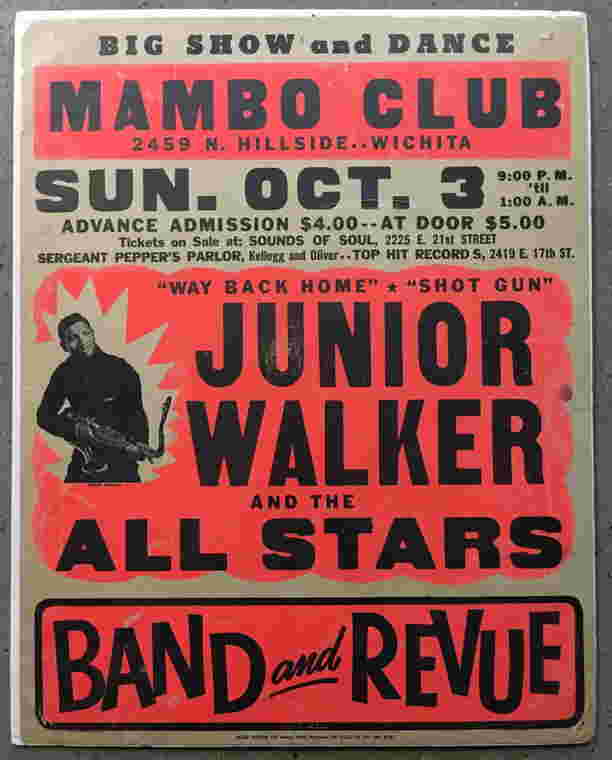 BIG SHOW and DANCE
MAMBO CLUB
2459 N. HILLSIDE..WICHITA
SUN. OCT. 3
9:00 P. M.
'til
1:00 A. M.
ADVANCE ADMISSION $4.00--AT DOOR $5.00
Tickets on Sale at: SOUNDS OF SOUL, 2225 E. 21st STREET
SERGEANT PEPPER'S PARLOR, Kellogg and Oliver..TOP HIT RECORDS, 2419 E. 17th ST.
"WAY BACK HOME" ★ "SHOT GUN"
JUNIOR
WALKER
AND THE
ALL STARS
BAND and REVUE